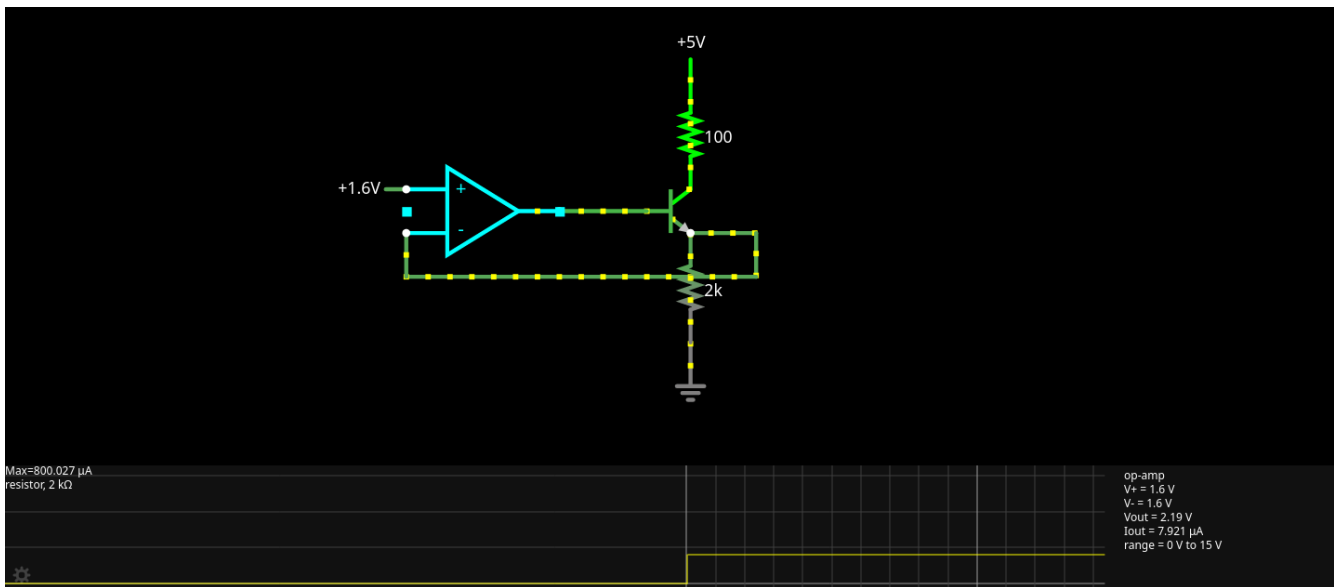 +5V
100
+1.6V
+
-
2k
Max=800.027 μA
resistor, 2 kΩ
op-amp
V+ = 1.6 V
V- = 1.6 V
Vout = 2.19 V
Iout = 7.921 μA
range = 0 V to 15 V